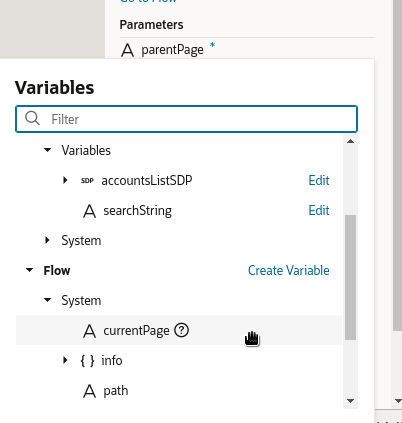 Go to Flow
Parameters
parentPage *
Variables
Filter
Variables
SDP accountsListSDP Edit
searchString Edit
System
Flow Create Variable
System
currentPage ?
{ } info
path